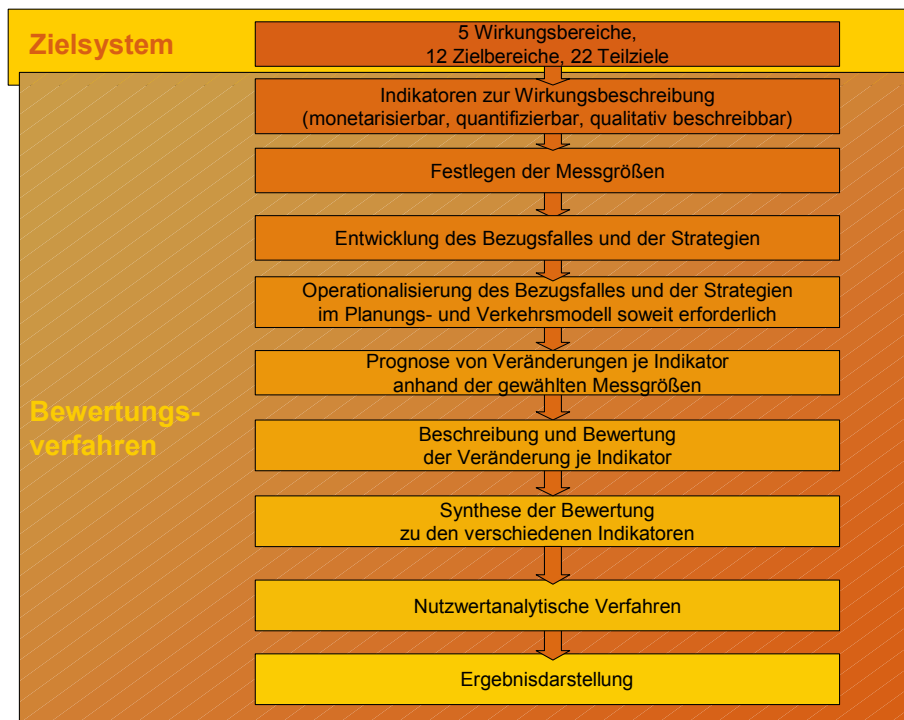 Zielsystem
5 Wirkungsbereiche,
12 Zielbereiche, 22 Teilziele
Indikatoren zur Wirkungsbeschreibung
(monetarisierbar, quantifizierbar, qualitativ beschreibbar)
Festlegen der Messgrößen
Entwicklung des Bezugsfalles und der Strategien
Operationalisierung des Bezugsfalles und der Strategien
im Planungs- und Verkehrsmodell soweit erforderlich
Prognose von Veränderungen je Indikator
anhand der gewählten Messgrößen
Bewertungs-
verfahren
Beschreibung und Bewertung
der Veränderung je Indikator
Synthese der Bewertung
zu den verschiedenen Indikatoren
Nutzwertanalytische Verfahren
Ergebnisdarstellung